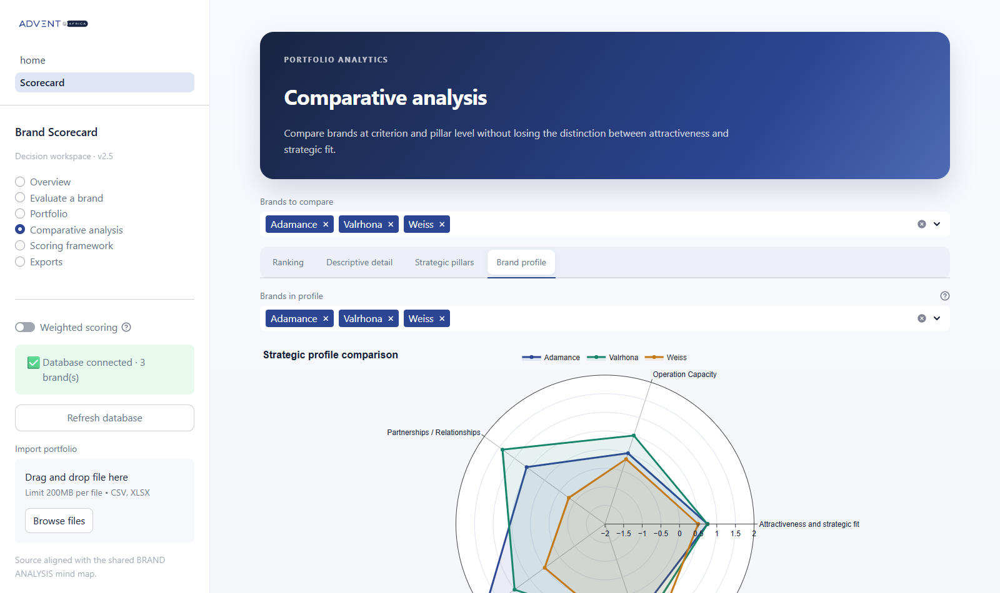 ADVENT AFRICA
home
Scorecard
Brand Scorecard
Decision workspace · v2.5
Overview
Evaluate a brand
Portfolio
Comparative analysis
Scoring framework
Exports
Weighted scoring
Database connected · 3
brand(s)
Refresh database
Import portfolio
Drag and drop file here
Limit 200MB per file • CSV, XLSX
Browse files
Source aligned with the shared BRAND
ANALYSIS mind map.
PORTFOLIO ANALYTICS
Comparative analysis
Compare brands at criterion and pillar level without losing the distinction between attractiveness and
strategic fit.
Brands to compare
Adamance Valrhona Weiss
Ranking Descriptive detail Strategic pillars Brand profile
Brands in profile
Adamance Valrhona Weiss
Strategic profile comparison
Adamance Valrhona Weiss
Operation Capacity
Partnerships / Relationships
Attractiveness and strategic fit
−2 −1.5 −1 −0.5 0 0.5 1 1.5 2